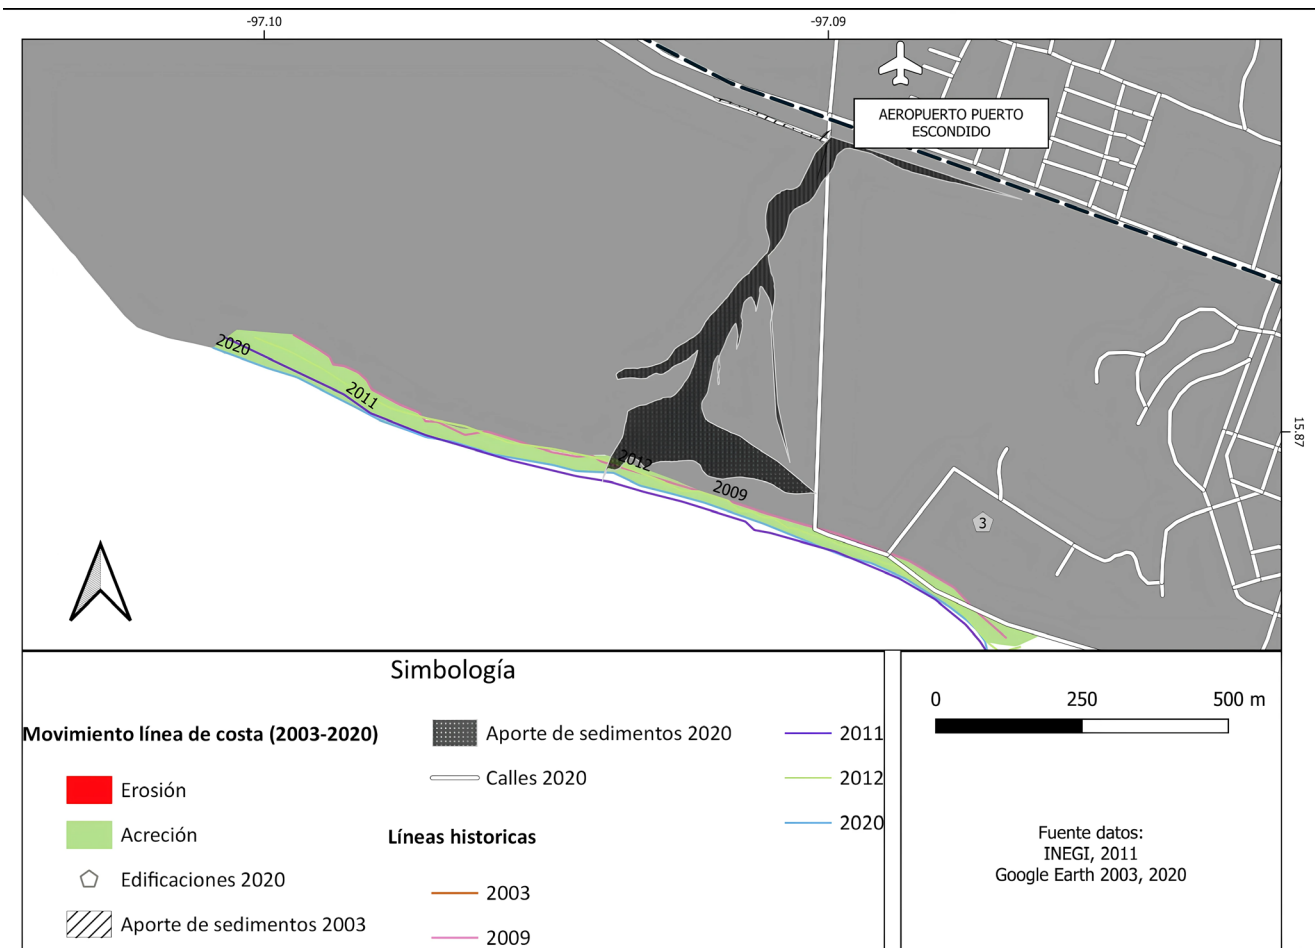 -97.10
-97.09
AEROPUERTO PUERTO
ESCONDIDO
15.87
2020
2011
2012
2009
3
Simbología
Movimiento línea de costa (2003-2020)
Erosión
Acreción
Edificaciones 2020
Aporte de sedimentos 2003
Aporte de sedimentos 2020
Calles 2020
Líneas historicas
2003
2009
2011
2012
2020
0 250 500 m
Fuente datos:
INEGI, 2011
Google Earth 2003, 2020